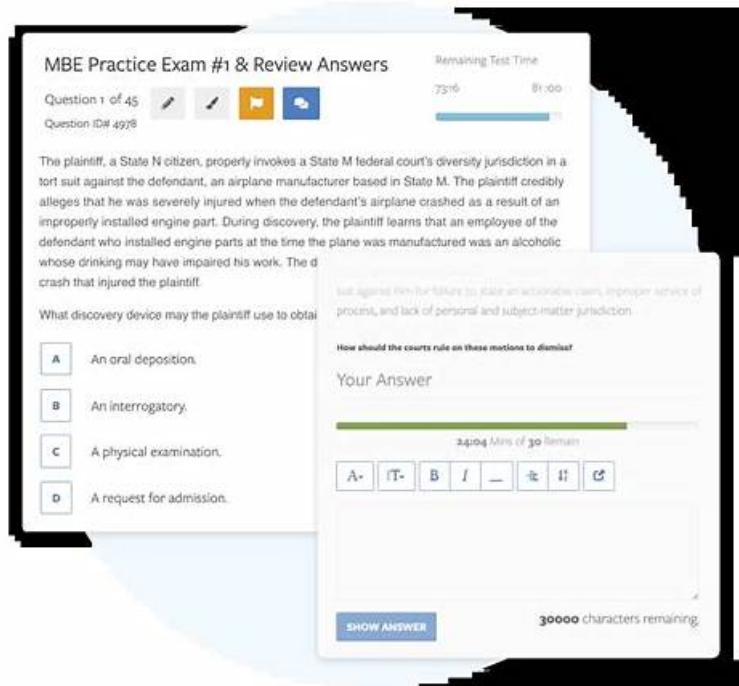 MBE Practice Exam #1 & Review Answers
Remaining Test Time
Question 1 of 45
73:16 81:00
Question ID# 4978
The plaintiff, a State N citizen, properly invokes a State M federal court's diversity jurisdiction in a
tort suit against the defendant, an airplane manufacturer based in State M. The plaintiff credibly
alleges that he was severely injured when the defendant's airplane crashed as a result of an
improperly installed engine part. During discovery, the plaintiff learns that an employee of the
defendant who installed engine parts at the time the plane was manufactured was an alcoholic
whose drinking may have impaired his work. The d
crash that injured the plaintiff.
What discovery device may the plaintiff use to obtai
A An oral deposition.
B An interrogatory.
C A physical examination.
D A request for admission.
suit against him for failure to state an actionable claim, improper service of
process, and lack of personal and subject-matter jurisdiction.
How should the courts rule on these motions to dismiss?
Your Answer
24:04 Mins of 30 Remain
A T B I
SHOW ANSWER
30000 characters remaining